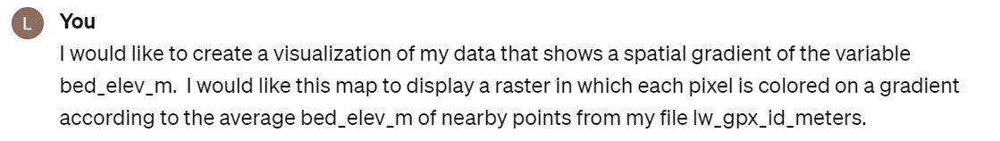 L You
I would like to create a visualization of my data that shows a spatial gradient of the variable
bed_elev_m.  I would like this map to display a raster in which each pixel is colored on a gradient
according to the average bed_elev_m of nearby points from my file lw_gpx_id_meters.